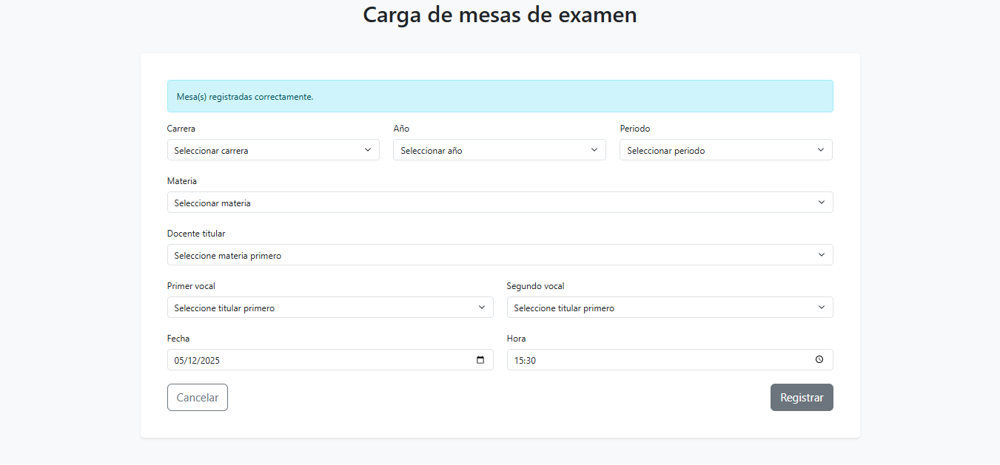 Carga de mesas de examen
Mesa(s) registradas correctamente.
Carrera Año Periodo
Seleccionar carrera Seleccionar año Seleccionar periodo
Materia
Seleccionar materia
Docente titular
Seleccione materia primero
Primer vocal Segundo vocal
Seleccione titular primero Seleccione titular primero
Fecha Hora
05/12/2025 15:30
Cancelar Registrar